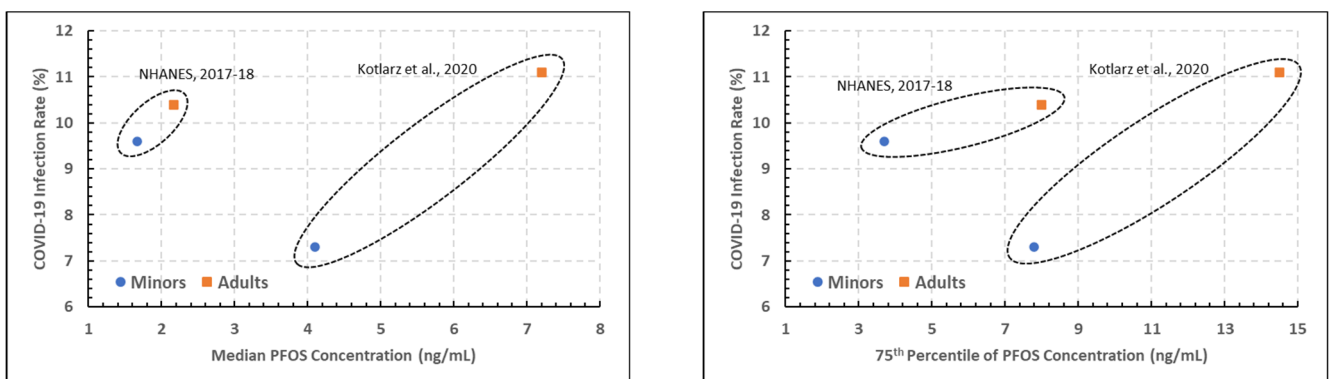 12
11
10
9
8
7
6
COVID-19 Infection Rate (%)
NHANES, 2017-18
Kotlarz et al., 2020
Minors Adults
1 2 3 4 5 6 7 8
Median PFOS Concentration (ng/mL)
12
11
10
9
8
7
6
COVID-19 Infection Rate (%)
Kotlarz et al., 2020
NHANES, 2017-18
Minors Adults
1 3 5 7 9 11 13 15
75th Percentile of PFOS Concentration (ng/mL)